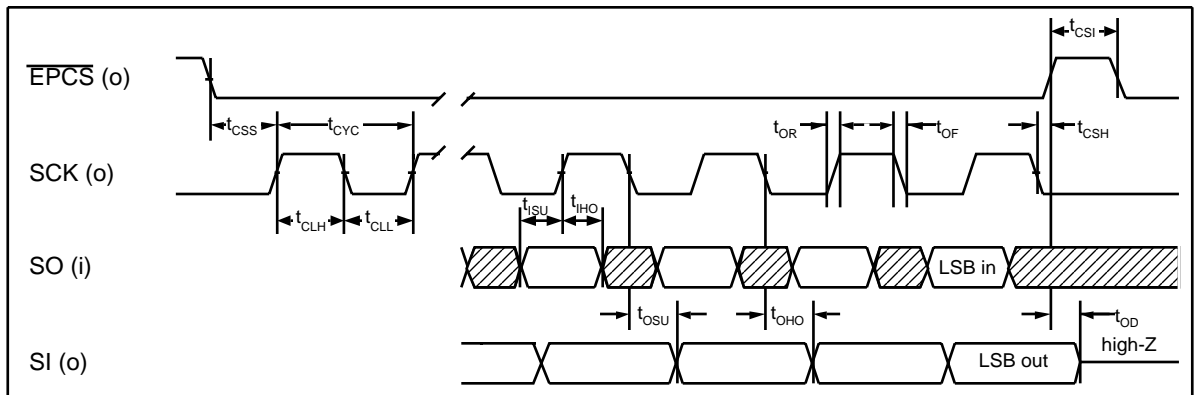 tCSI
EPCS (o)
tCSS
tCYC
tOR
tOF
tCSH
SCK (o)
tCLH
tCLL
tISU
tIHO
SO (i)
LSB in
tOSU
tOHO
tOD
high-Z
SI (o)
LSB out